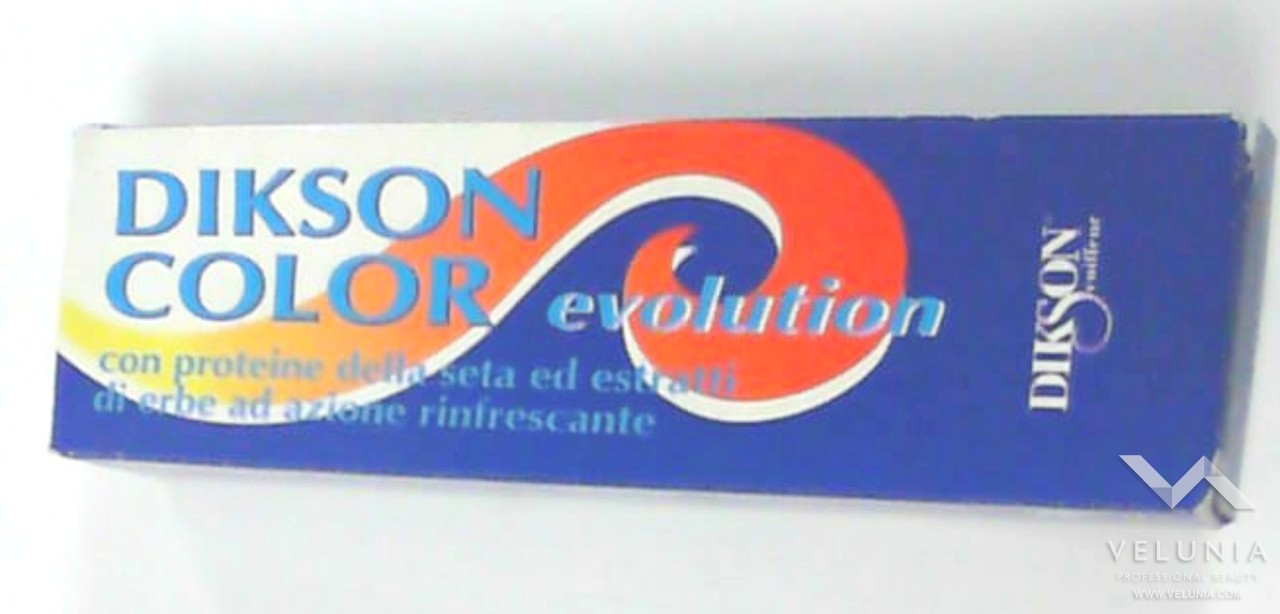 DIKSON
COLOR
evolution
con proteine della seta ed estratti
di erbe ad azione rinfrescante
DIKSON
coiffeur
VELUNIA
PROFESSIONAL BEAUTY
WWW.VELUNIA.COM